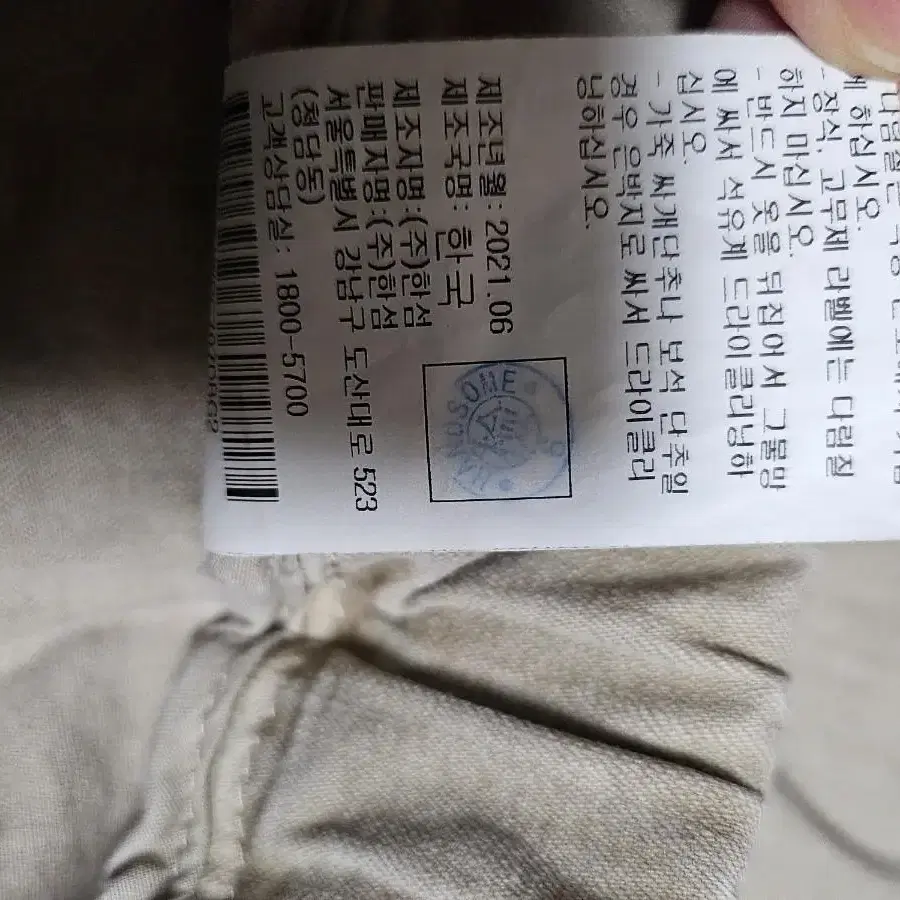 하십시오.
- 장식, 고무제 라벨에는 다림질
하지 마십시오.
- 반드시 옷을 뒤집어서 그물망
에 싸서 석유계 드라이클리닝하
십시오.
- 가죽 싸개단추나 보석 단추일
경우 은박지로 싸서 드라이클리
닝하십시오.
제조년월: 2021.06
제조국명: 한국
제조자명:(주)한섬
판매자명:(주)한섬
서울특별시 강남구 도산대로 523
(청담동)
고객상담실: 1800-5700
HANDSOME